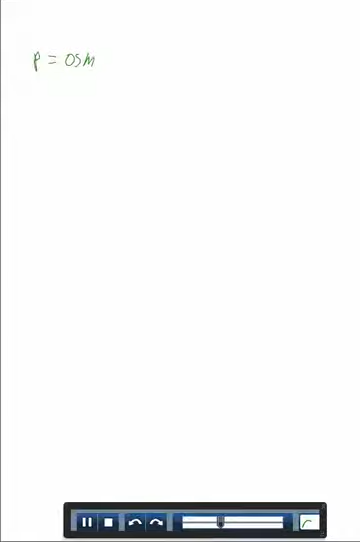 P = OSM